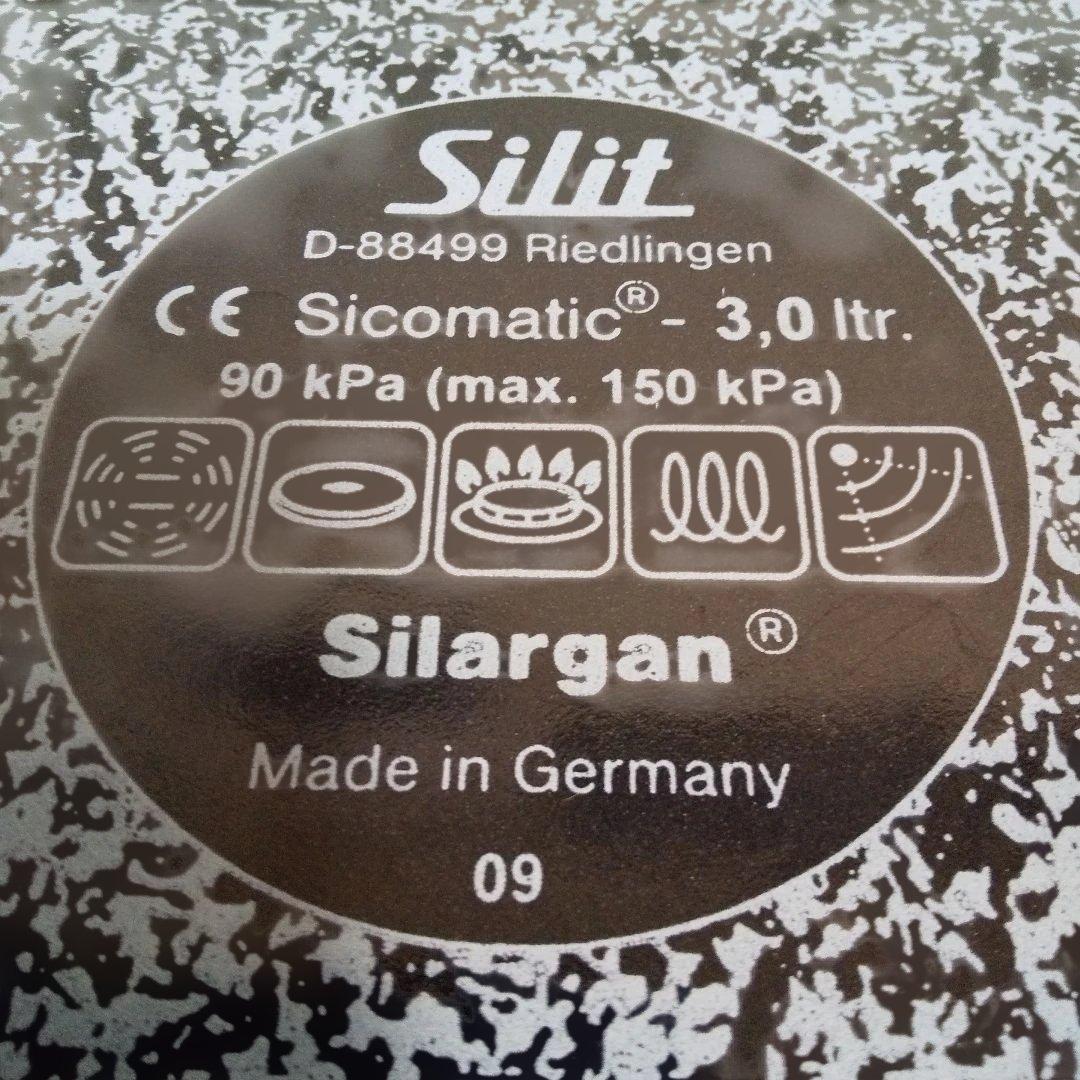 Silit
D-88499 Riedlingen
CE Sicomatic® - 3,0 ltr.
90 kPa (max. 150 kPa)
Silargan®
Made in Germany
09